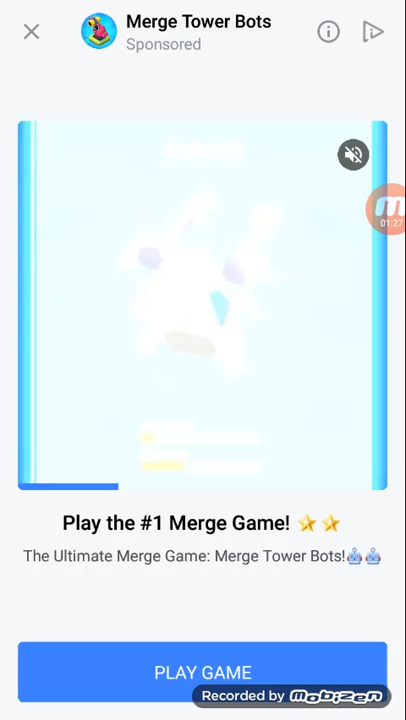 Merge Tower Bots
Sponsored
01:27
Play the #1 Merge Game! ⭐⭐
The Ultimate Merge Game: Merge Tower Bots!🤖🤖
PLAY GAME
Recorded by Mobizen